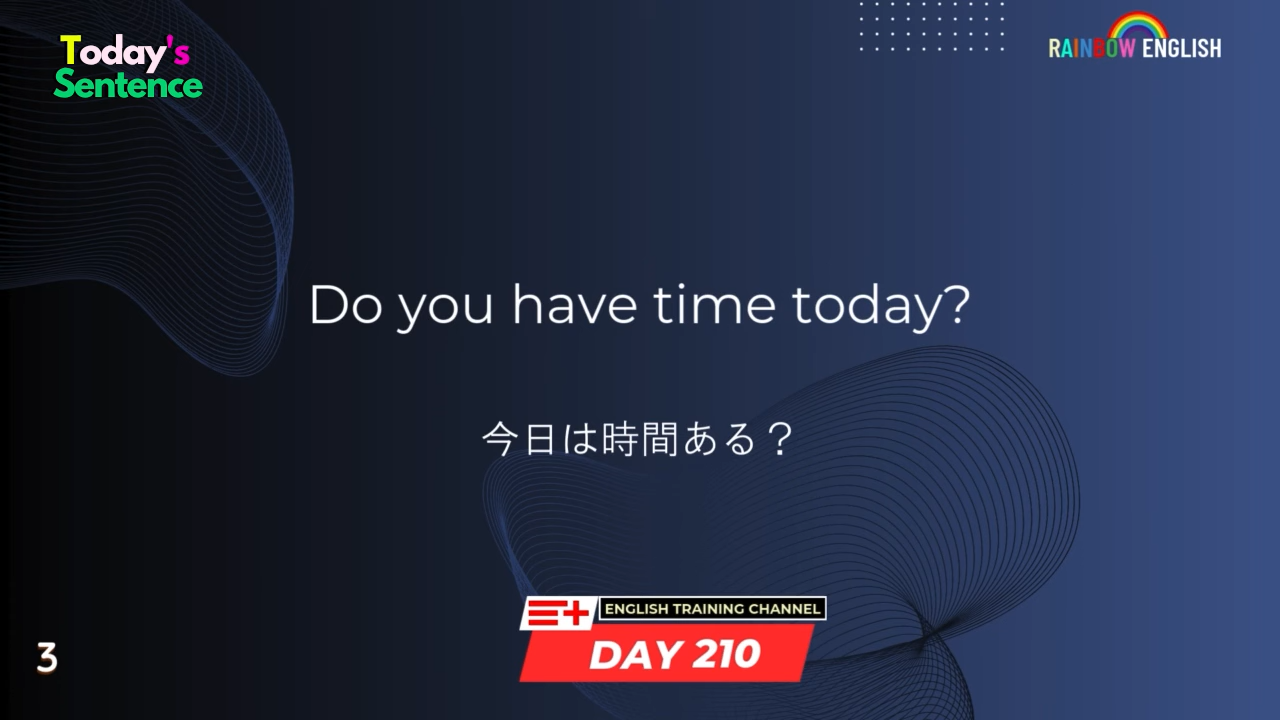 Today's
Sentence
RAINBOW ENGLISH
Do you have time today?
今日は時間ある？
ENGLISH TRAINING CHANNEL
DAY 210
3